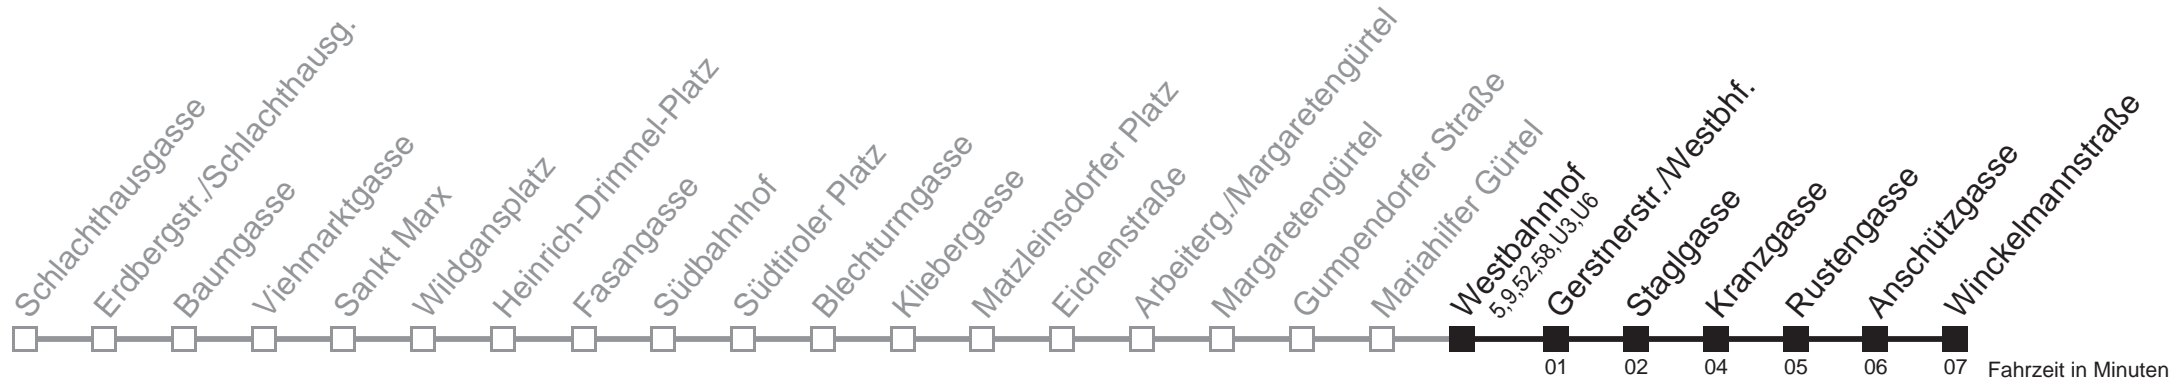 Schlachthausgasse
Erdbergstr./Schlachthausg.
Baumgasse
Viehmarktgasse
Sankt Marx
Wildgansplatz
Heinrich-Drimmel-Platz
Fasangasse
Südbahnhof
Südtiroler Platz
Blechturmgasse
Kliebergasse
Matzleinsdorfer Platz
Eichenstraße
Arbeiterg./Margaretengürtel
Margaretengürtel
Gumpendorfer Straße
Mariahilfer Gürtel
Westbahnhof
5,9,52,58,U3,U6
Gerstnerstr./Westbhf.
Staglgasse
Kranzgasse
Rustengasse
Anschützgasse
Winckelmannstraße
01 02 04 05 06 07 Fahrzeit in Minuten